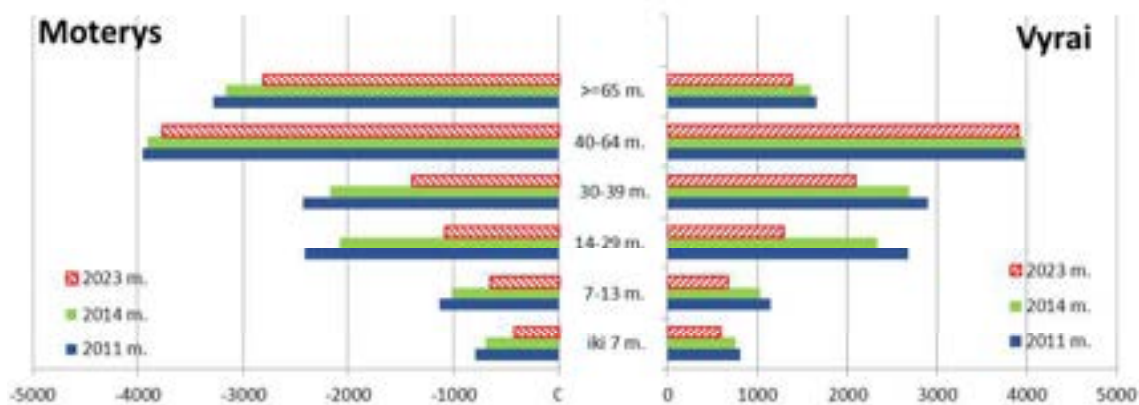 Moterys
Vyrai
>=65 m.
40-64 m.
30-39 m.
14-29 m.
7-13 m.
iki 7 m.
2023 m.
2014 m.
2011 m.
2023 m.
2014 m.
2011 m.
-5000 -4000 -3000 -2000 -1000 C
0 1000 2000 3000 4000 5000